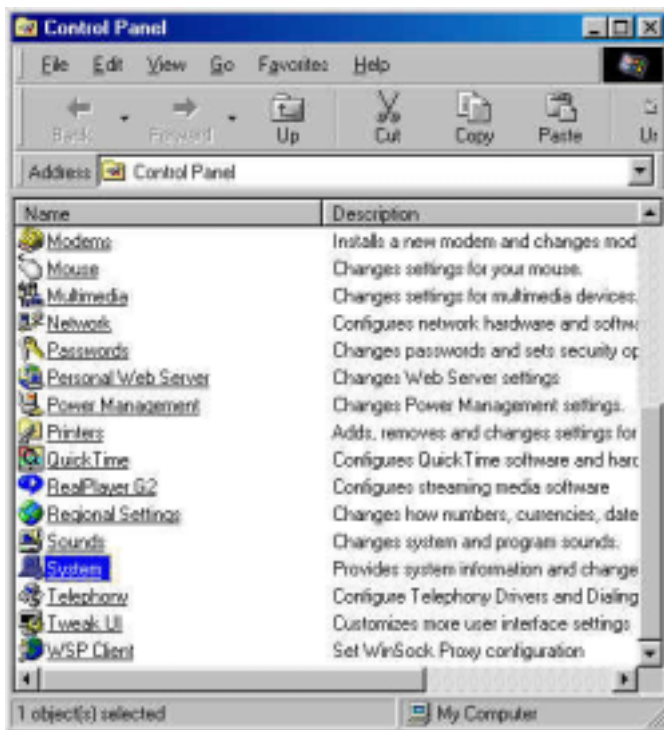 Control Panel
File Edit View Go Favorites Help
Back Forward Up Cut Copy Paste Ur
Address Control Panel
Name Description
Modems Installs a new modem and changes mod
Mouse Changes settings for your mouse.
Multimedia Changes settings for multimedia devices.
Network Configures network hardware and softwa
Passwords Changes passwords and sets security op
Personal Web Server Changes Web Server settings
Power Management Changes Power Management settings.
Printers Adds, removes and changes settings for
QuickTime Configures QuickTime software and hard
RealPlayer G2 Configures streaming media software
Regional Settings Changes how numbers, currencies, date
Sounds Changes system and program sounds.
System Provides system information and change
Telephony Configure Telephony Drivers and Dialing
Tweak UI Customizes more user interface settings
WSP Client Set WinSock Proxy configuration
1 object(s) selected My Computer